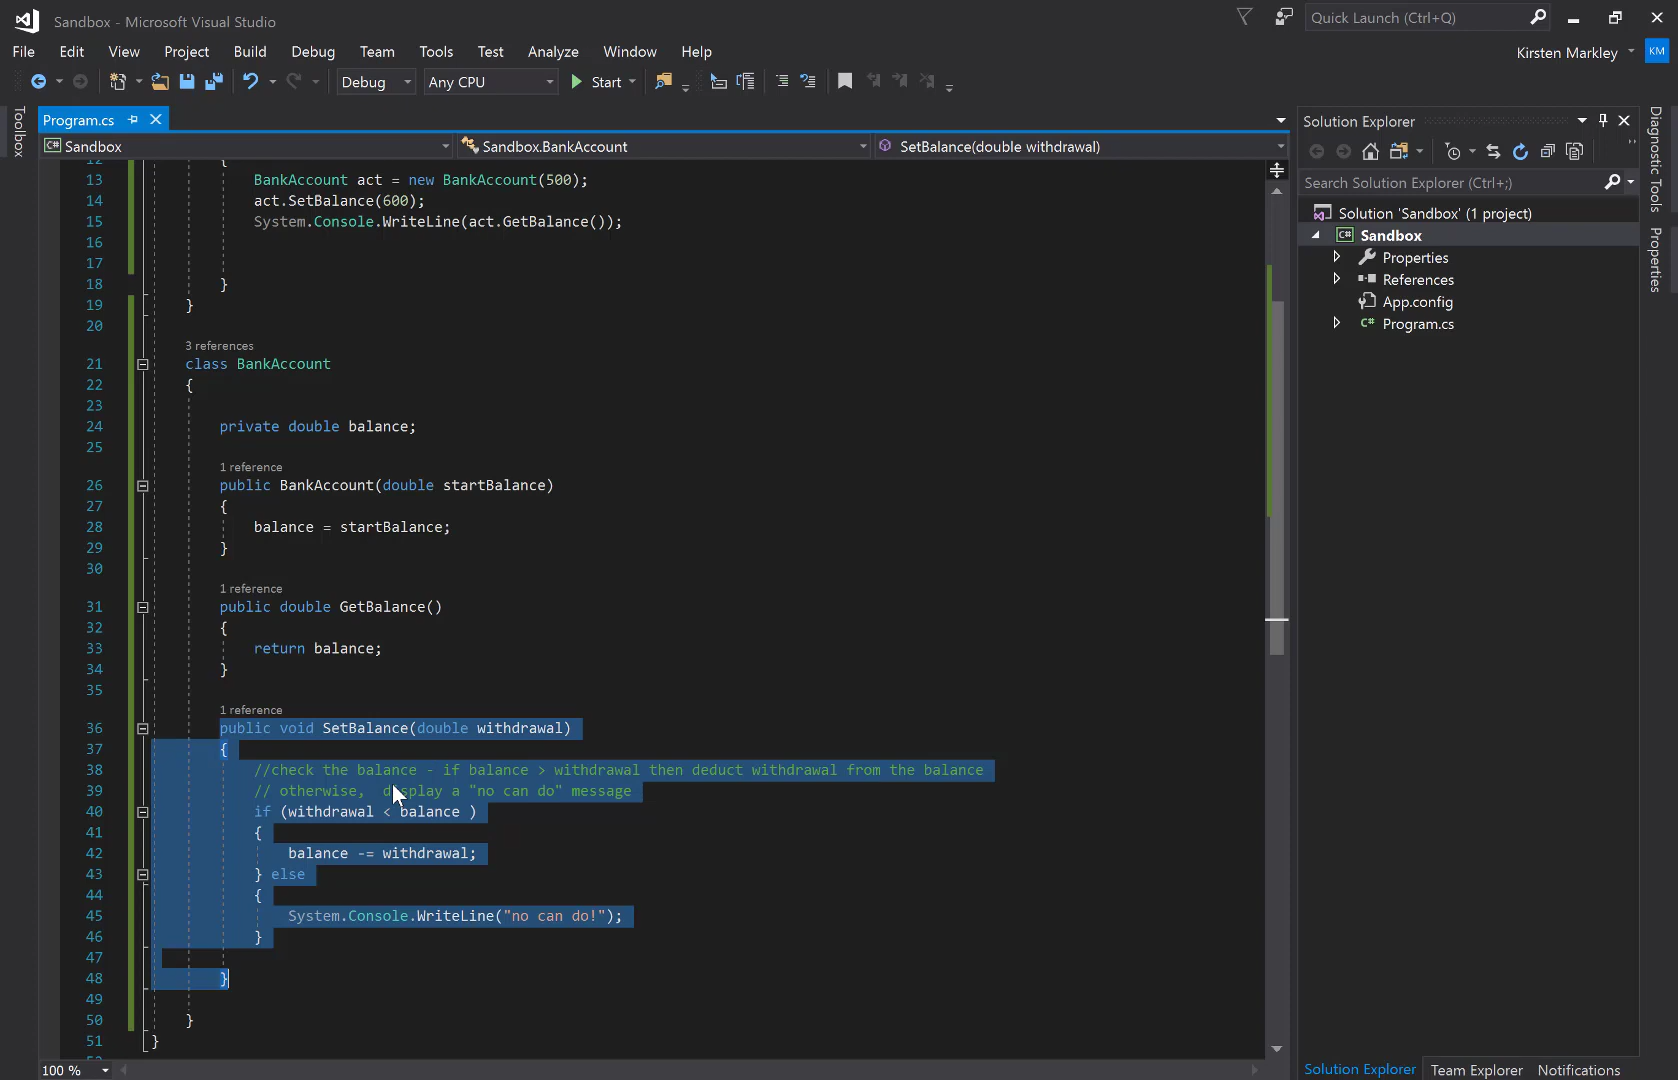 Sandbox - Microsoft Visual Studio
Quick Launch (Ctrl+Q)
File Edit View Project Build Debug Team Tools Test Analyze Window Help
Kirsten Markley KM
Debug Any CPU Start
Toolbox
Program.cs
Sandbox Sandbox.BankAccount SetBalance(double withdrawal)
12 {
13 BankAccount act = new BankAccount(500);
14 act.SetBalance(600);
15 System.Console.WriteLine(act.GetBalance());
16
17
18 }
19 }
20
3 references
21 class BankAccount
22 {
23
24 private double balance;
25
1 reference
26 public BankAccount(double startBalance)
27 {
28 balance = startBalance;
29 }
30
1 reference
31 public double GetBalance()
32 {
33 return balance;
34 }
35
1 reference
36 public void SetBalance(double withdrawal)
37 {
38 //check the balance - if balance > withdrawal then deduct withdrawal from the balance
39 // otherwise, display a "no can do" message
40 if (withdrawal < balance )
41 {
42 balance -= withdrawal;
43 } else
44 {
45 System.Console.WriteLine("no can do!");
46 }
47
48 }
49
50 }
51 }
100 %
Solution Explorer
Search Solution Explorer (Ctrl+;)
Solution 'Sandbox' (1 project)
C# Sandbox
Properties
References
App.config
C# Program.cs
Solution Explorer Team Explorer Notifications
Diagnostic Tools
Properties